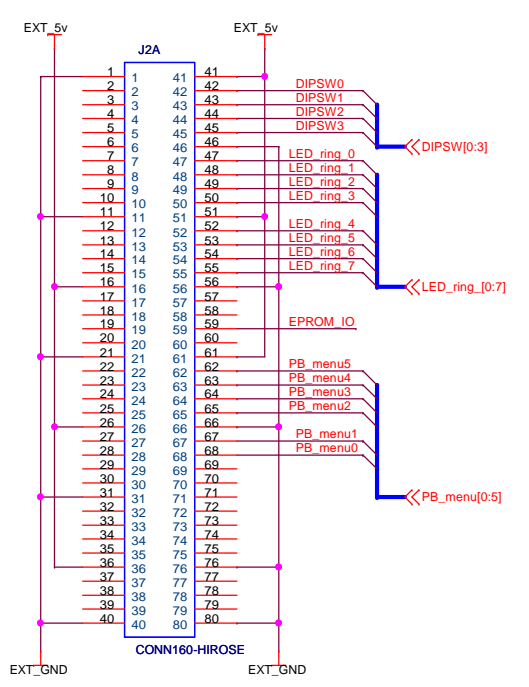 EXT_5v EXT_5v
J2A
1 1 41 41
2 2 42 42 DIPSW0
3 3 43 43 DIPSW1
4 4 44 44 DIPSW2
5 5 45 45 DIPSW3
6 6 46 46 DIPSW[0:3]
7 7 47 47 LED_ring_0
8 8 48 48 LED_ring_1
9 9 49 49 LED_ring_2
10 10 50 50 LED_ring_3
11 11 51 51
12 12 52 52 LED_ring_4
13 13 53 53 LED_ring_5
14 14 54 54 LED_ring_6
15 15 55 55 LED_ring_7
16 16 56 56 LED_ring_[0:7]
17 17 57 57
18 18 58 58
19 19 59 59 EPROM_IO
20 20 60 60
21 21 61 61
22 22 62 62 PB_menu5
23 23 63 63 PB_menu4
24 24 64 64 PB_menu3
25 25 65 65 PB_menu2
26 26 66 66
27 27 67 67 PB_menu1
28 28 68 68 PB_menu0
29 29 69 69
30 30 70 70
31 31 71 71 PB_menu[0:5]
32 32 72 72
33 33 73 73
34 34 74 74
35 35 75 75
36 36 76 76
37 37 77 77
38 38 78 78
39 39 79 79
40 40 80 80
CONN160-HIROSE
EXT_GND EXT_GND